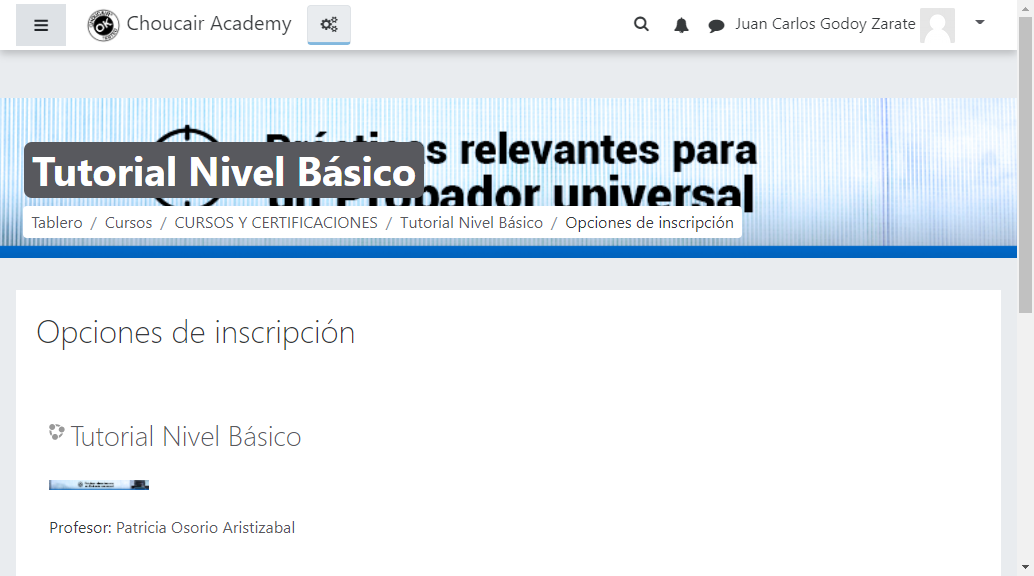 Choucair Academy
Juan Carlos Godoy Zarate
Prácticas relevantes para
un Probador universal
Tutorial Nivel Básico
Tablero / Cursos / CURSOS Y CERTIFICACIONES / Tutorial Nivel Básico / Opciones de inscripción
Opciones de inscripción
Tutorial Nivel Básico
Profesor: Patricia Osorio Aristizabal